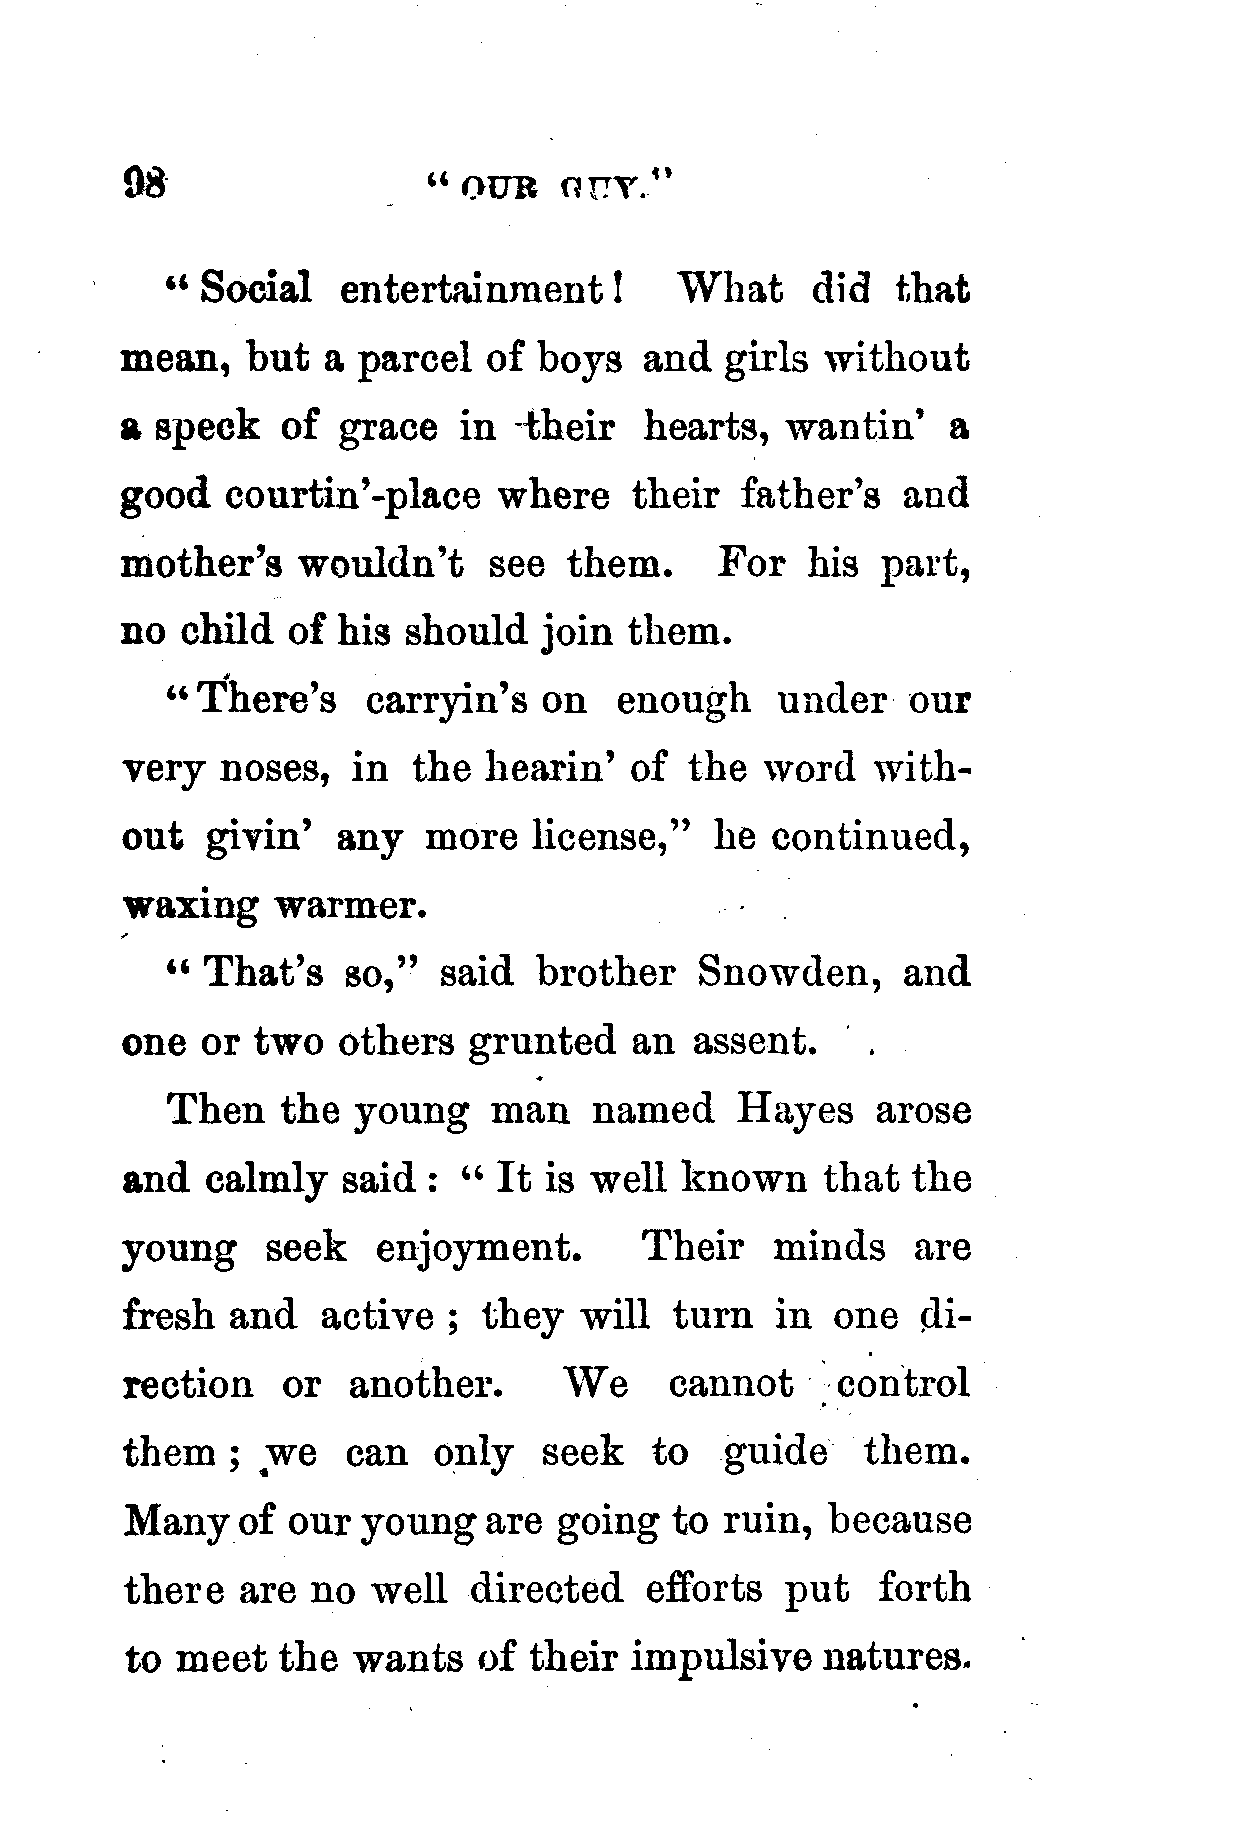 98 “ OUR GUY.”
“ Social entertainment ! What did that
mean, but a parcel of boys and girls without
a speck of grace in their hearts, wantin’ a
good courtin’-place where their father’s and
mother’s wouldn’t see them. For his part,
no child of his should join them.
“ There’s carryin’s on enough under our
very noses, in the hearin’ of the word with-
out givin’ any more license,” he continued,
waxing warmer.
“ That’s so,” said brother Snowden, and
one or two others grunted an assent.
Then the young man named Hayes arose
and calmly said : “ It is well known that the
young seek enjoyment. Their minds are
fresh and active ; they will turn in one di-
rection or another. We cannot control
them ; we can only seek to guide them.
Many of our young are going to ruin, because
there are no well directed efforts put forth
to meet the wants of their impulsive natures.